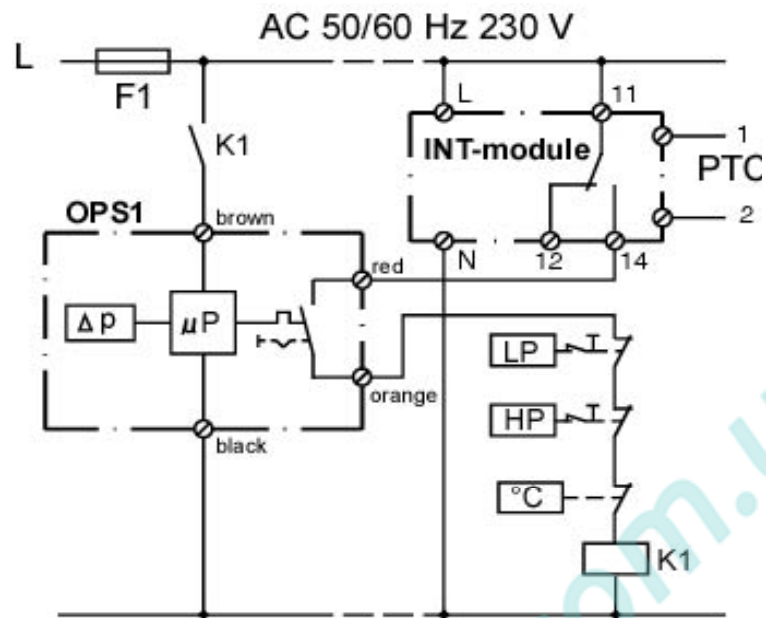 AC 50/60 Hz 230 V
L
F1
L
11
K1
INT-module
1
PTC
2
OPS1
brown
N
12
14
red
Δp
μP
LP
orange
HP
black
°C
K1
om.u